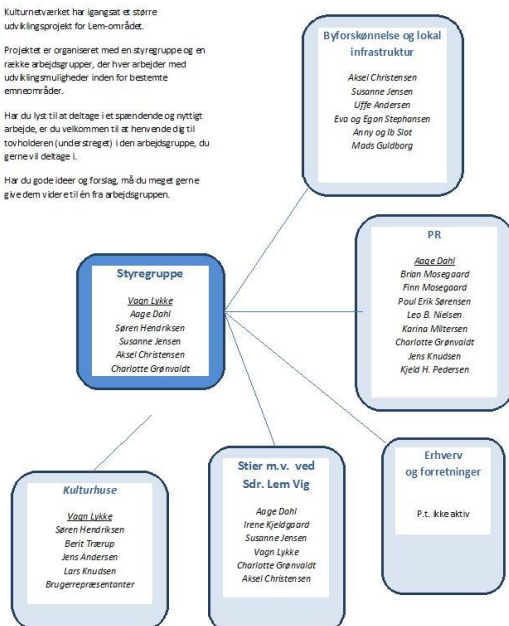 Kulturnetværket har igangsat et større
udviklingsprojekt for Lem-området.
Projektet er organiseret med en styregruppe og en
række arbejdsgrupper, der hver arbejder med
udviklingsmuligheder inden for bestemte
emneområder.
Har du lyst til at deltage i et spændende og nyttigt
arbejde, er du velkommen til at henvende dig til
tovholderen (understreget) i den arbejdsgruppe, du
gerne vil deltage i.
Har du gode ideer og forslag, må du meget gerne
give dem videre til én fra arbejdsgruppen.
Byforskønnelse og lokal
infrastruktur
Aksel Christensen
Susanne Jensen
Uffe Andersen
Eva og Egon Stephansen
Anny og Ib Slot
Mads Guldborg
Styregruppe
Vagn Lykke
Aage Dahl
Søren Hendriksen
Susanne Jensen
Aksel Christensen
Charlotte Grønvaldt
PR
Aage Dahl
Brian Mosegaard
Finn Mosegaard
Poul Erik Sørensen
Leo B. Nielsen
Karina Miltersen
Charlotte Grønvaldt
Jens Knudsen
Kjeld H. Pedersen
Kulturhuse
Vagn Lykke
Søren Hendriksen
Berit Trærup
Jens Andersen
Lars Knudsen
Brugerrepræsentanter
Stier m.v. ved
Sdr. Lem Vig
Aage Dahl
Irene Kjeldgaard
Susanne Jensen
Vagn Lykke
Charlotte Grønvaldt
Aksel Christensen
Erhverv
og forretninger
P.t. ikke aktiv